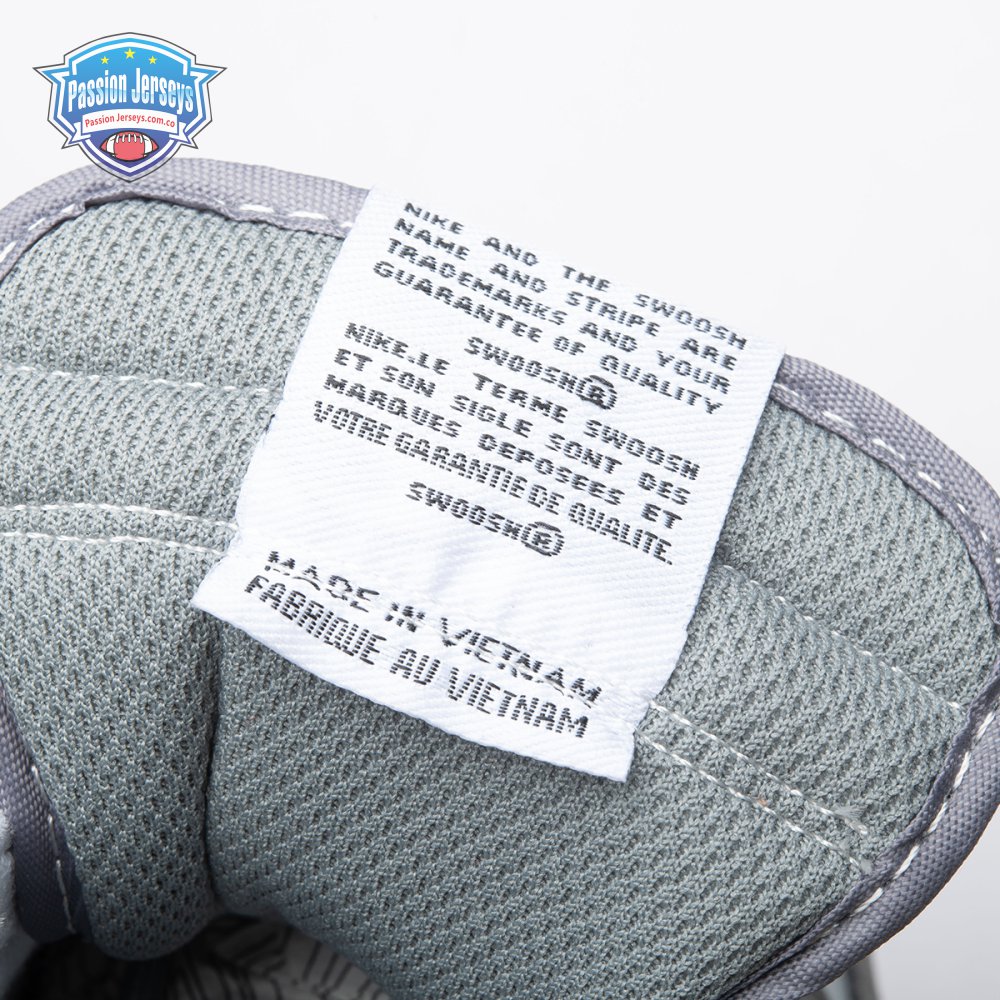 Passion Jerseys
Passion Jerseys.com.co
NIKE AND THE SWOOSH
NAME AND STRIPE ARE
TRADEMARKS AND YOUR
GUARANTEE OF QUALITY
SWOOSH®
NIKE.LE TERME SWOOSH
ET SON SIGLE SONT DES
MARQUES DEPOSEES ET
VOTRE GARANTIE DE QUALITE.
SWOOSH®
MADE IN VIETNAM
FABRIQUE AU VIETNAM